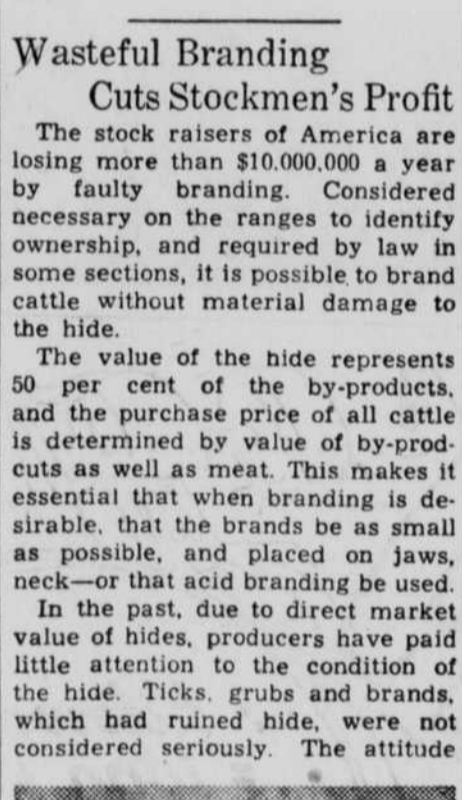 Wasteful Branding
Cuts Stockmen's Profit
The stock raisers of America are
losing more than $10,000,000 a year
by faulty branding. Considered
necessary on the ranges to identify
ownership, and required by law in
some sections, it is possible to brand
cattle without material damage to
the hide.
The value of the hide represents
50 per cent of the by-products,
and the purchase price of all cattle
is determined by value of by-prod-
cuts as well as meat. This makes it
essential that when branding is de-
sirable, that the brands be as small
as possible, and placed on jaws,
neck—or that acid branding be used.
In the past, due to direct market
value of hides, producers have paid
little attention to the condition of
the hide. Ticks, grubs and brands,
which had ruined hide, were not
considered seriously. The attitude